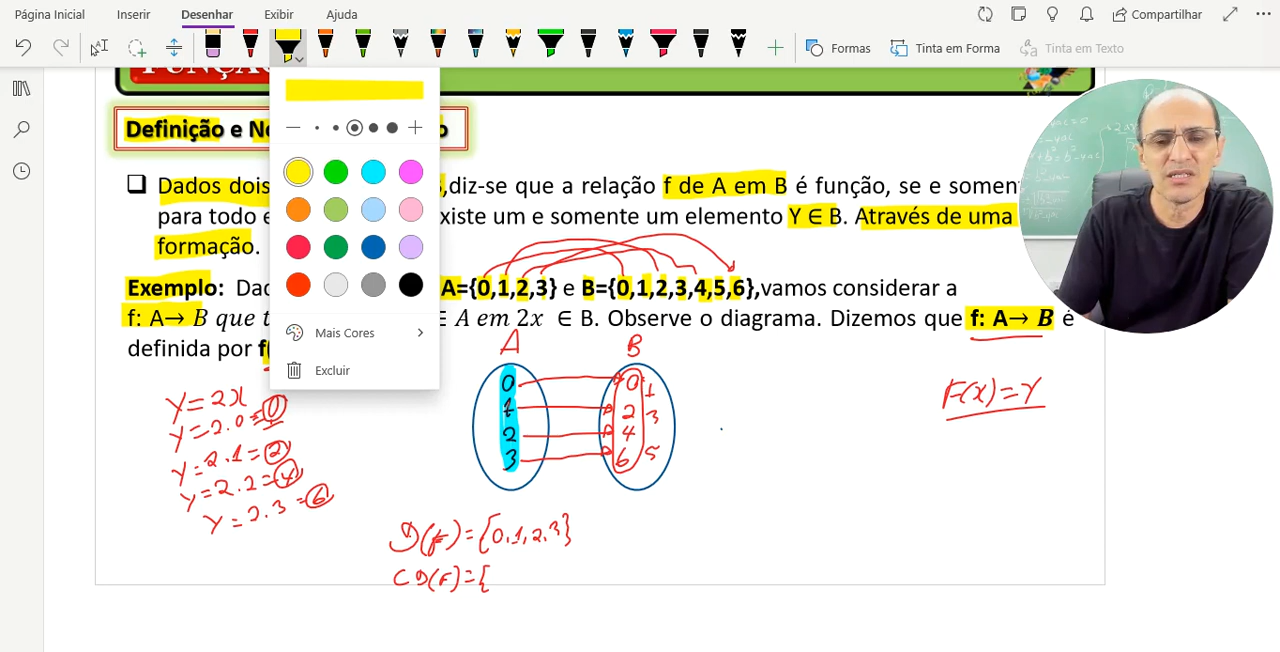 Página Inicial Inserir Desenhar Exibir Ajuda Compartilhar
Formas Tinta em Forma Tinta em Texto
Definição e o
Dados dois ,diz-se que a relação f de A em B é função, se e
para todo xiste um e somente um elemento Y ∈ B. Através de uma
formação.
Exemplo: A={0,1,2,3} e B={0,1,2,3,4,5,6},vamos considerar a
f: A→ B que ∈ A em 2x ∈ B. Observe o diagrama. Dizemos que f: A→ B é
definida por
Mais Cores
Excluir
A B
0 0 1
1 2 3
2 4
3 6 5
Y=2x
Y=2.0=0
Y=2.1=2
Y=2.2=4
Y=2.3=6
F(x)=Y
D(f)={0,1,2,3}
CD(F)={